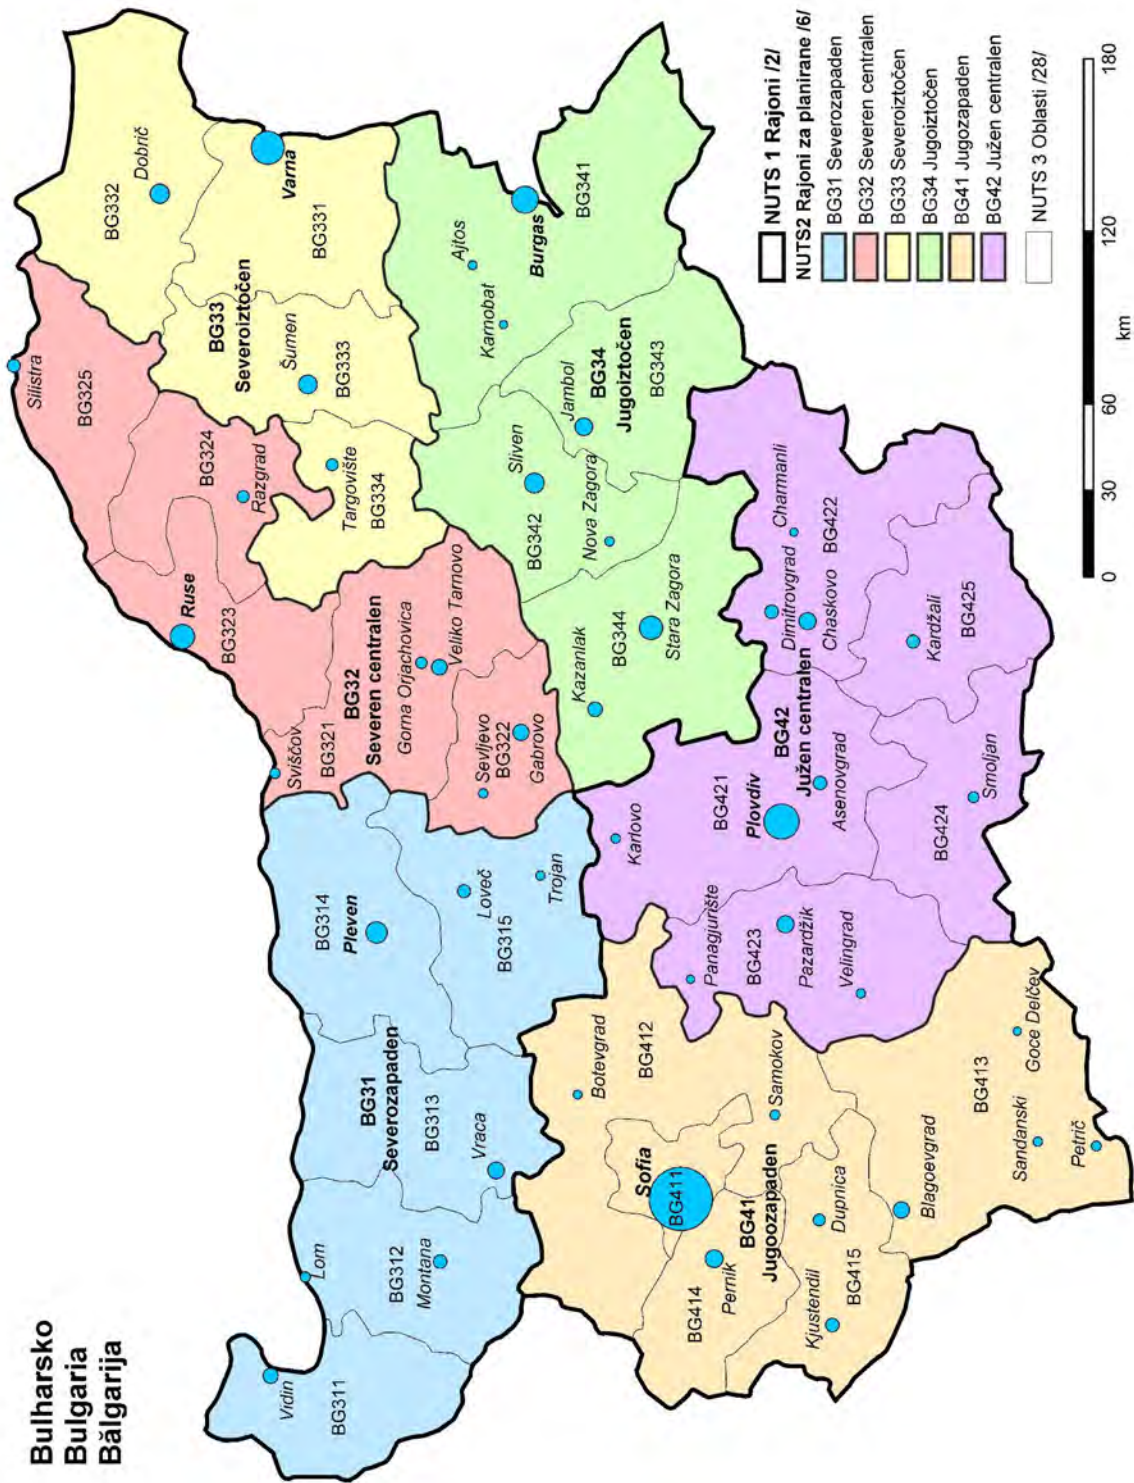 Bulharsko
Bulgaria
Bălgarija
Vidin
BG311
Lom
BG312
Montana
BG31
Severozapaden
BG313
Vraca
BG314
Pleven
Loveč
BG315
Trojan
Sviščov
BG321
BG32
Severen centralen
Gorna Orjachovica
Veliko Tarnovo
Sevljevo
BG322
Gabrovo
Ruse
BG323
BG324
Razgrad
Silistra
BG325
Targovište
BG334
BG33
Severoiztočen
Šumen
BG333
BG332
Dobrič
Varna
BG331
Ajtos
Karnobat
Burgas
BG341
Sliven
BG342
Nova Zagora
Jambol
BG34
Jugoiztočen
BG343
Kazanlak
BG344
Stara Zagora
Botevgrad
BG412
Sofia
BG411
BG41
Jugoozapaden
Samokov
BG414
Pernik
Kjustendil
BG415
Dupnica
Blagoevgrad
BG413
Goce Delčev
Sandanski
Petrič
Karlovo
Panagjurište
BG423
Pazardžik
Velingrad
BG421
Plovdiv
BG42
Južen centralen
Asenovgrad
BG424
Smoljan
Dimitrovgrad
Chaskovo
Charmanli
BG422
Kardžali
BG425
NUTS 1 Rajoni /2/
NUTS2 Rajoni za planirane /6/
BG31 Severozapaden
BG32 Severen centralen
BG33 Severoiztočen
BG34 Jugoiztočen
BG41 Jugozapaden
BG42 Južen centralen
NUTS 3 Oblasti /28/
0 30 60 120 180
km